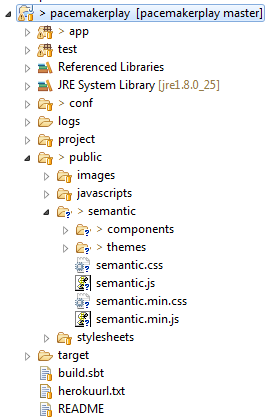 > pacemakerplay [pacemakerplay master]
> app
test
Referenced Libraries
JRE System Library [jre1.8.0_25]
> conf
logs
project
> public
images
javascripts
> semantic
> components
> themes
semantic.css
semantic.js
semantic.min.css
semantic.min.js
stylesheets
target
build.sbt
herokuurl.txt
README